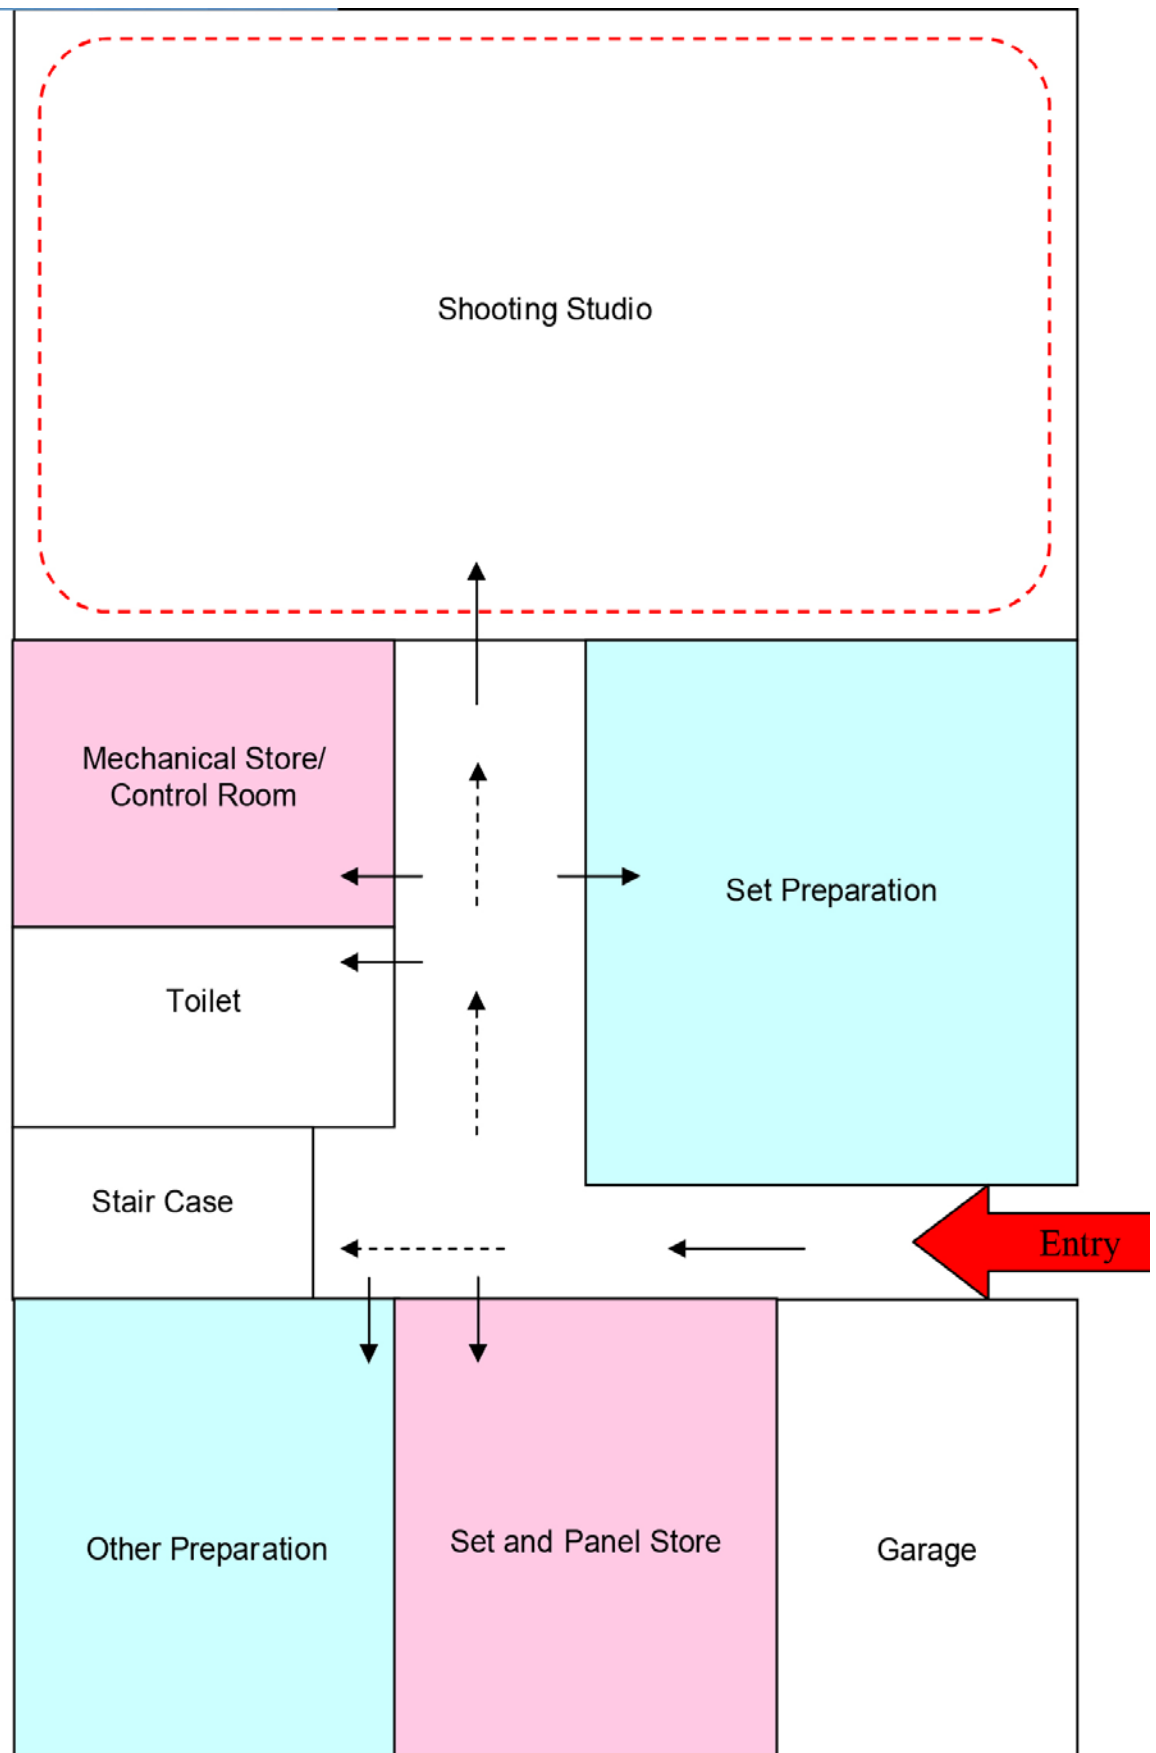 Shooting Studio
Mechanical Store/
Control Room
Set Preparation
Toilet
Stair Case
Entry
Other Preparation
Set and Panel Store
Garage